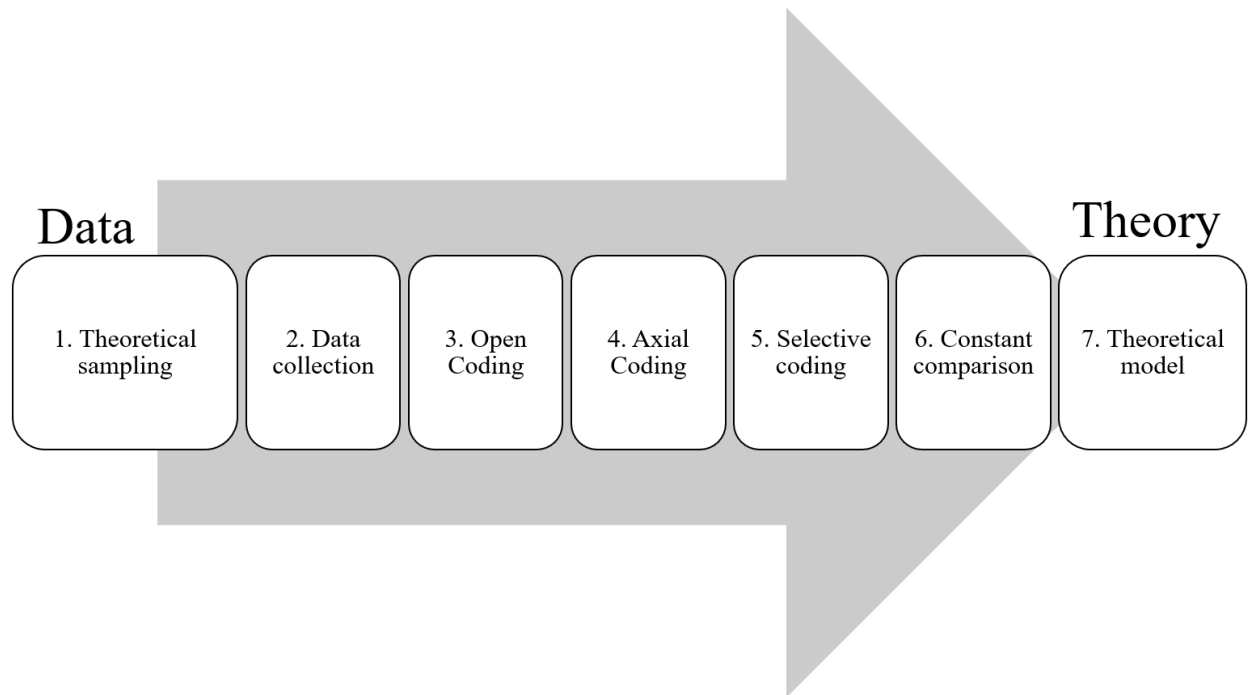 Data
Theory
1. Theoretical
sampling
2. Data
collection
3. Open
Coding
4. Axial
Coding
5. Selective
coding
6. Constant
comparison
7. Theoretical
model